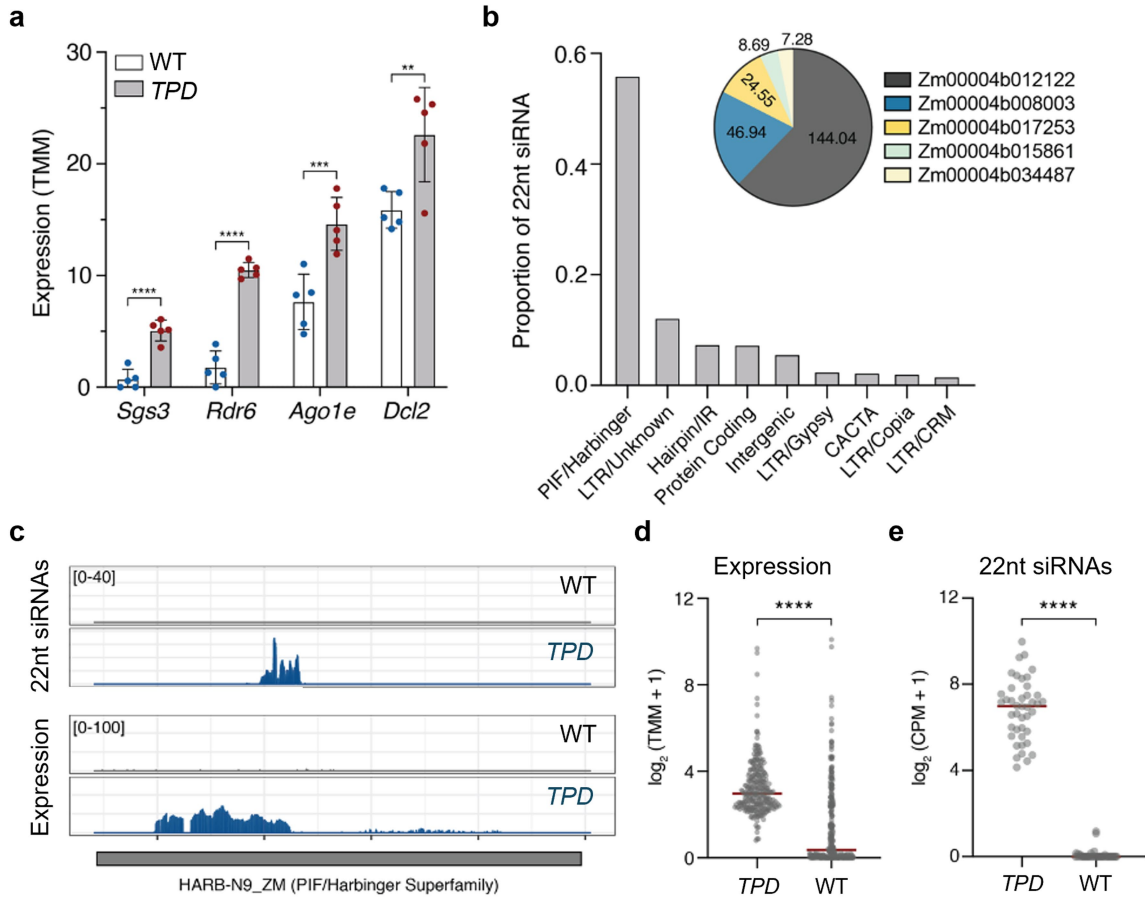 a
Expression (TMM)
30
20
10
0
WT
TPD
****
****
***
**
Sgs3
Rdr6
Ago1e
Dcl2
b
Proportion of 22nt siRNA
0.6
0.4
0.2
0.0
PIF/Harbinger
LTR/Unknown
Hairpin/IR
Protein Coding
Intergenic
LTR/Gypsy
CACTA
LTR/Copia
LTR/CRM
8.69
7.28
24.55
46.94
144.04
Zm00004b012122
Zm00004b008003
Zm00004b017253
Zm00004b015861
Zm00004b034487
c
22nt siRNAs
[0-40]
WT
TPD
Expression
[0-100]
WT
TPD
HARB-N9_ZM (PIF/Harbinger Superfamily)
d
Expression
****
log2 (TMM + 1)
12
8
4
0
TPD
WT
e
22nt siRNAs
****
log2 (CPM + 1)
12
8
4
0
TPD
WT